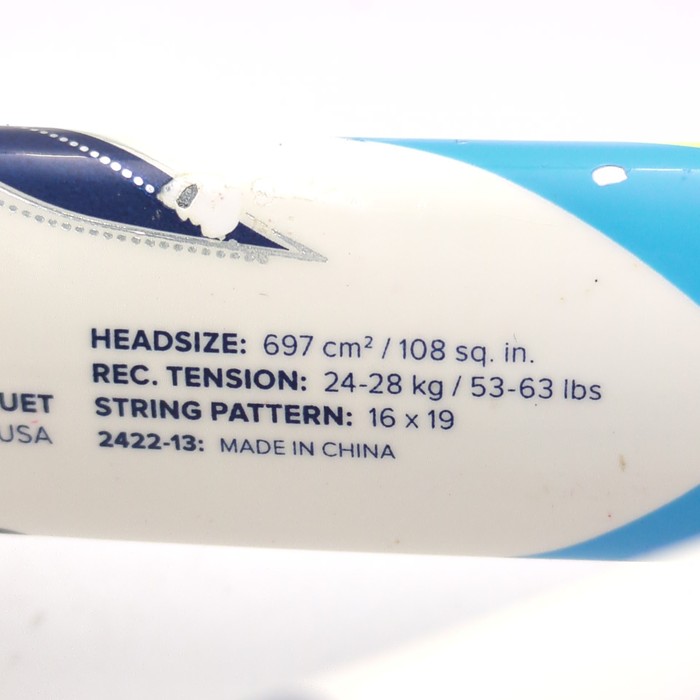 HEADSIZE: 697 cm² / 108 sq. in.
REC. TENSION: 24-28 kg / 53-63 lbs
UET STRING PATTERN: 16 x 19
USA 2422-13: MADE IN CHINA